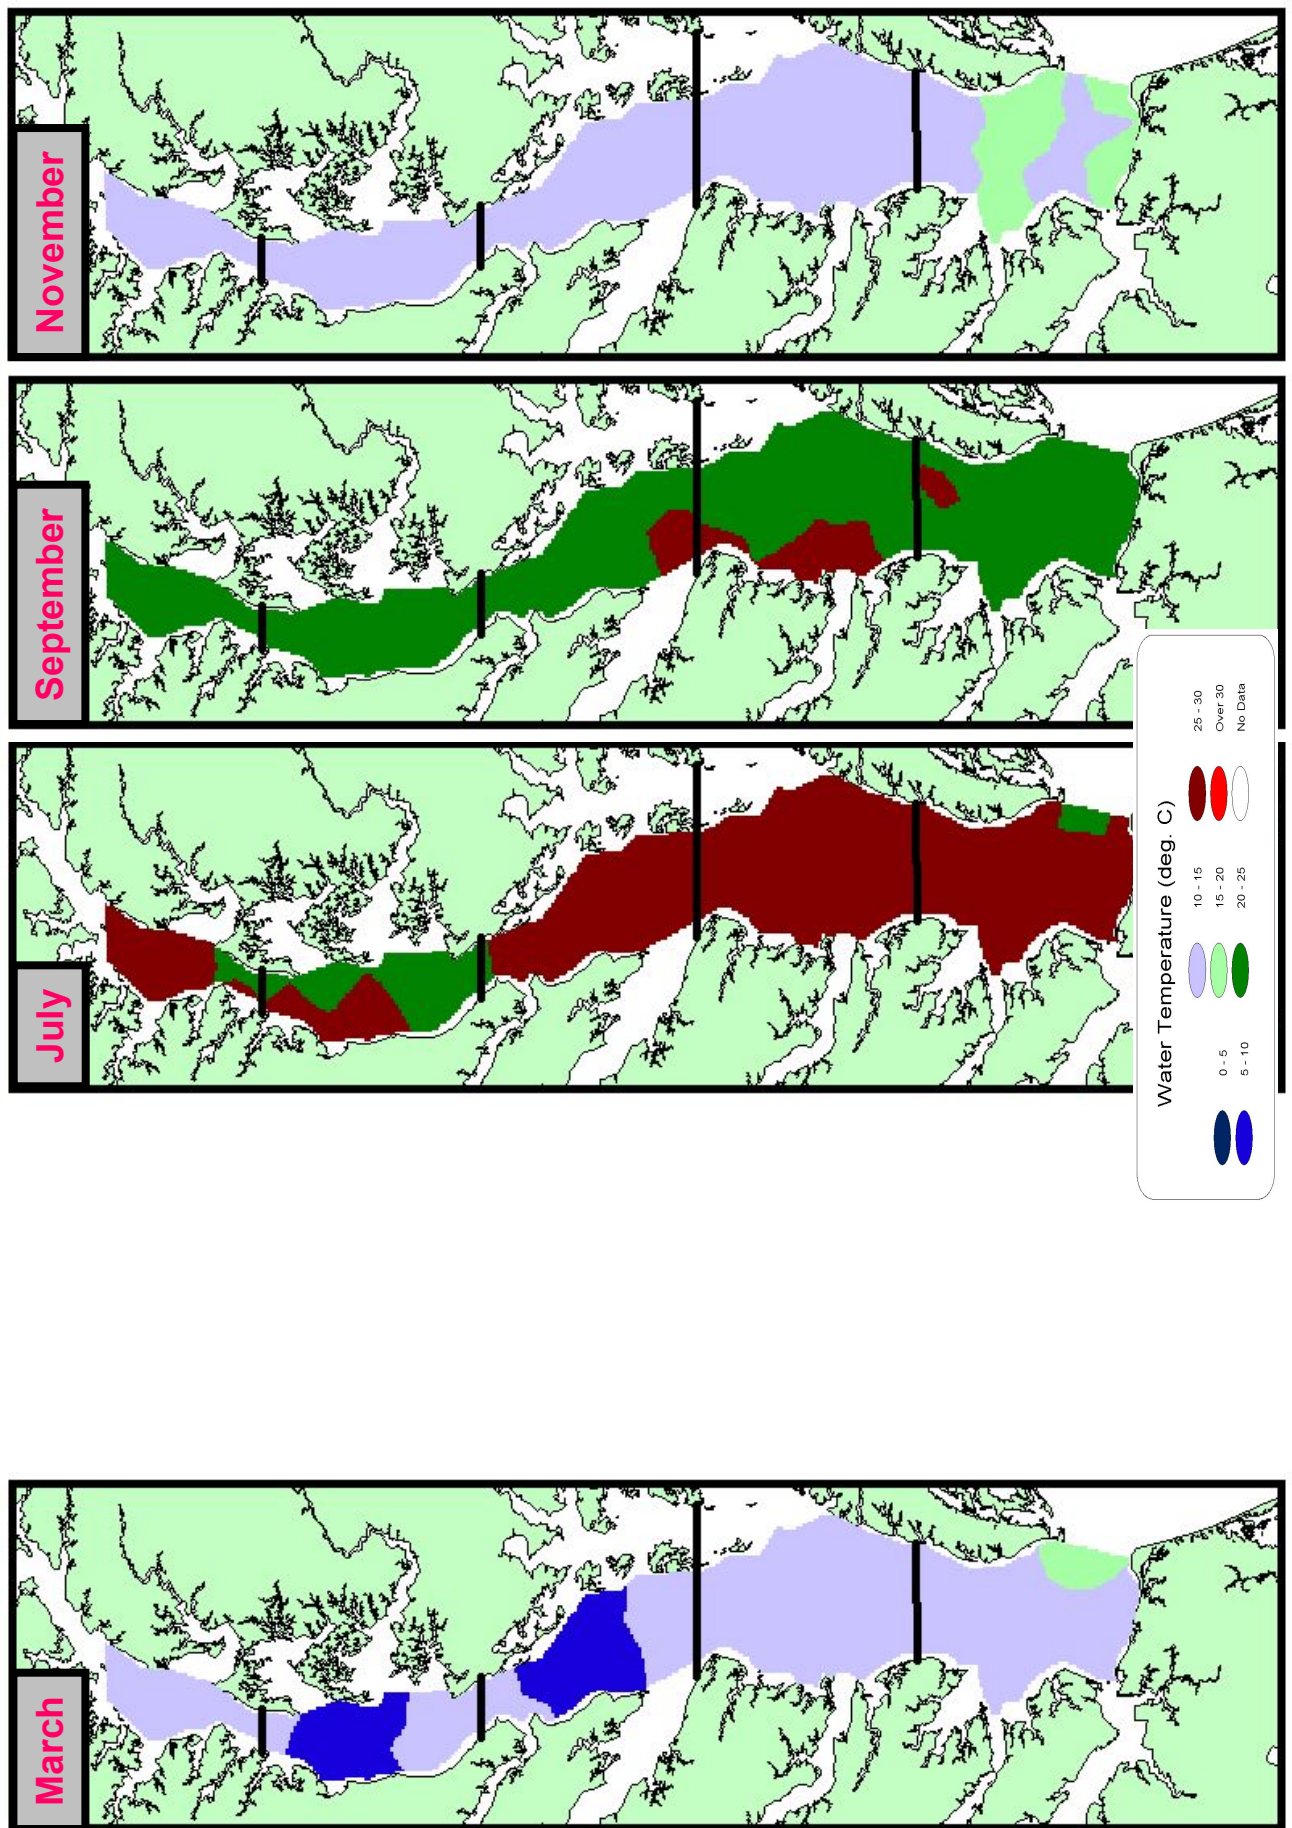 March
July
September
November
Water Temperature (deg. C)
0 - 5
5 - 10
10 - 15
15 - 20
20 - 25
25 - 30
Over 30
No Data